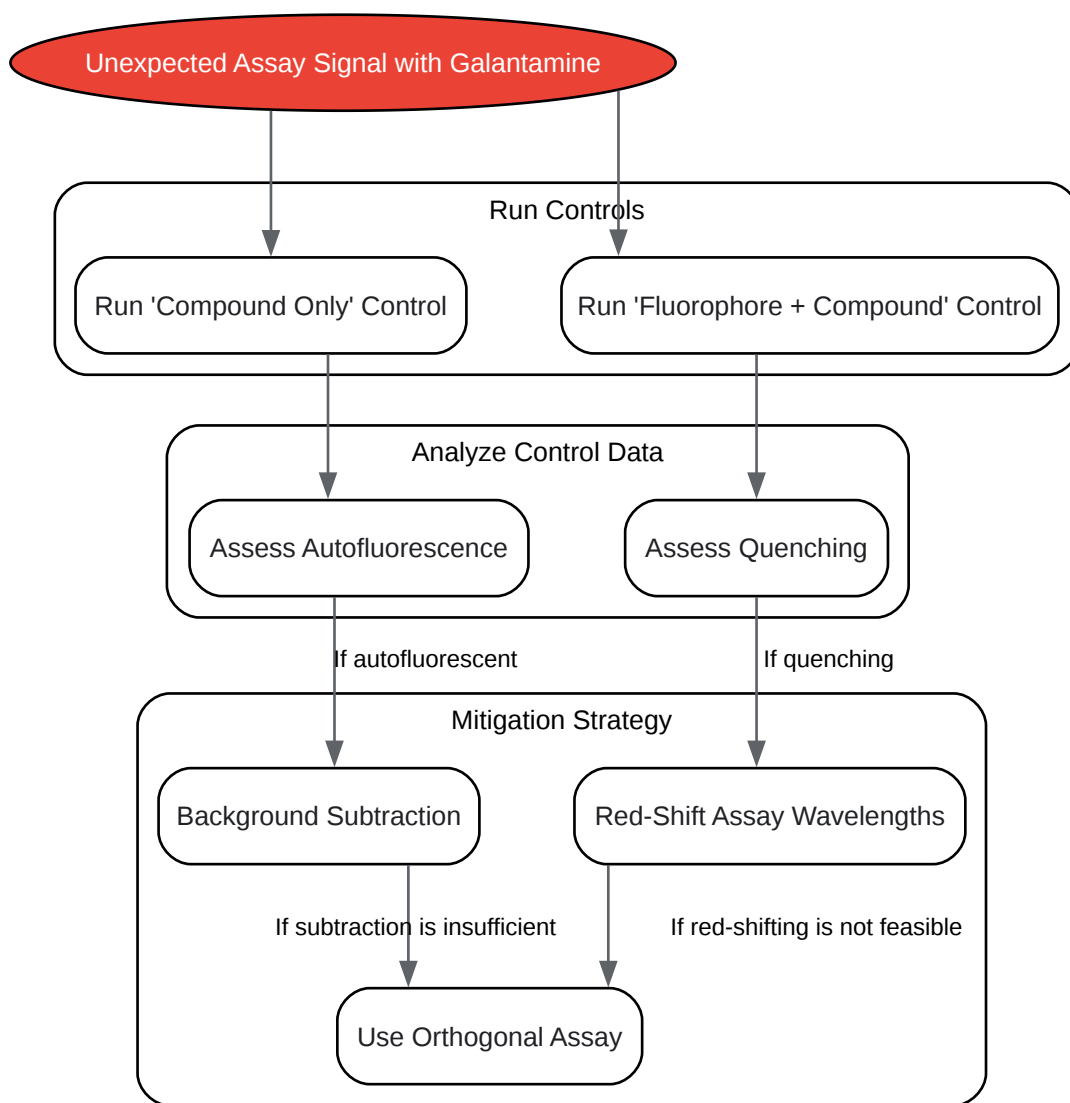 Unexpected Assay Signal with Galantamine
Run Controls
Run 'Compound Only' Control
Run 'Fluorophore + Compound' Control
Analyze Control Data
Assess Autofluorescence
Assess Quenching
If autofluorescent
If quenching
Mitigation Strategy
Background Subtraction
Red-Shift Assay Wavelengths
If subtraction is insufficient
If red-shifting is not feasible
Use Orthogonal Assay